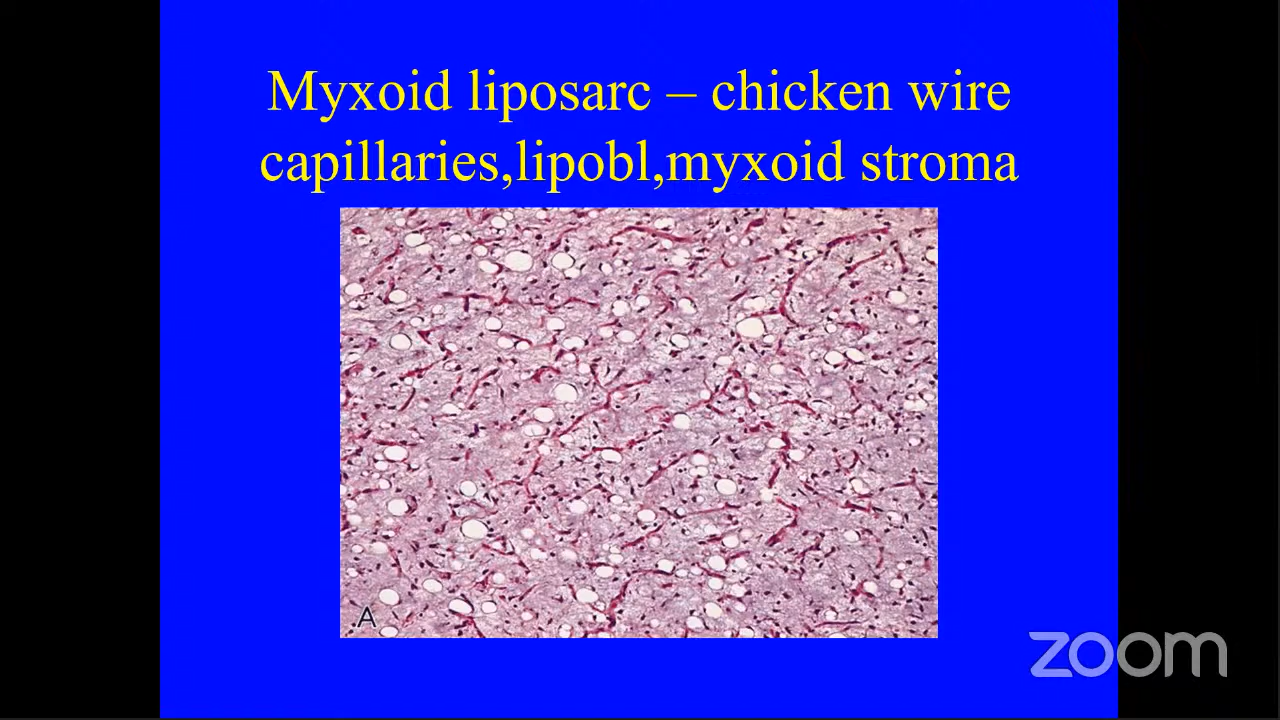 Myxoid liposarc – chicken wire
capillaries,lipobl,myxoid stroma
A
zoom